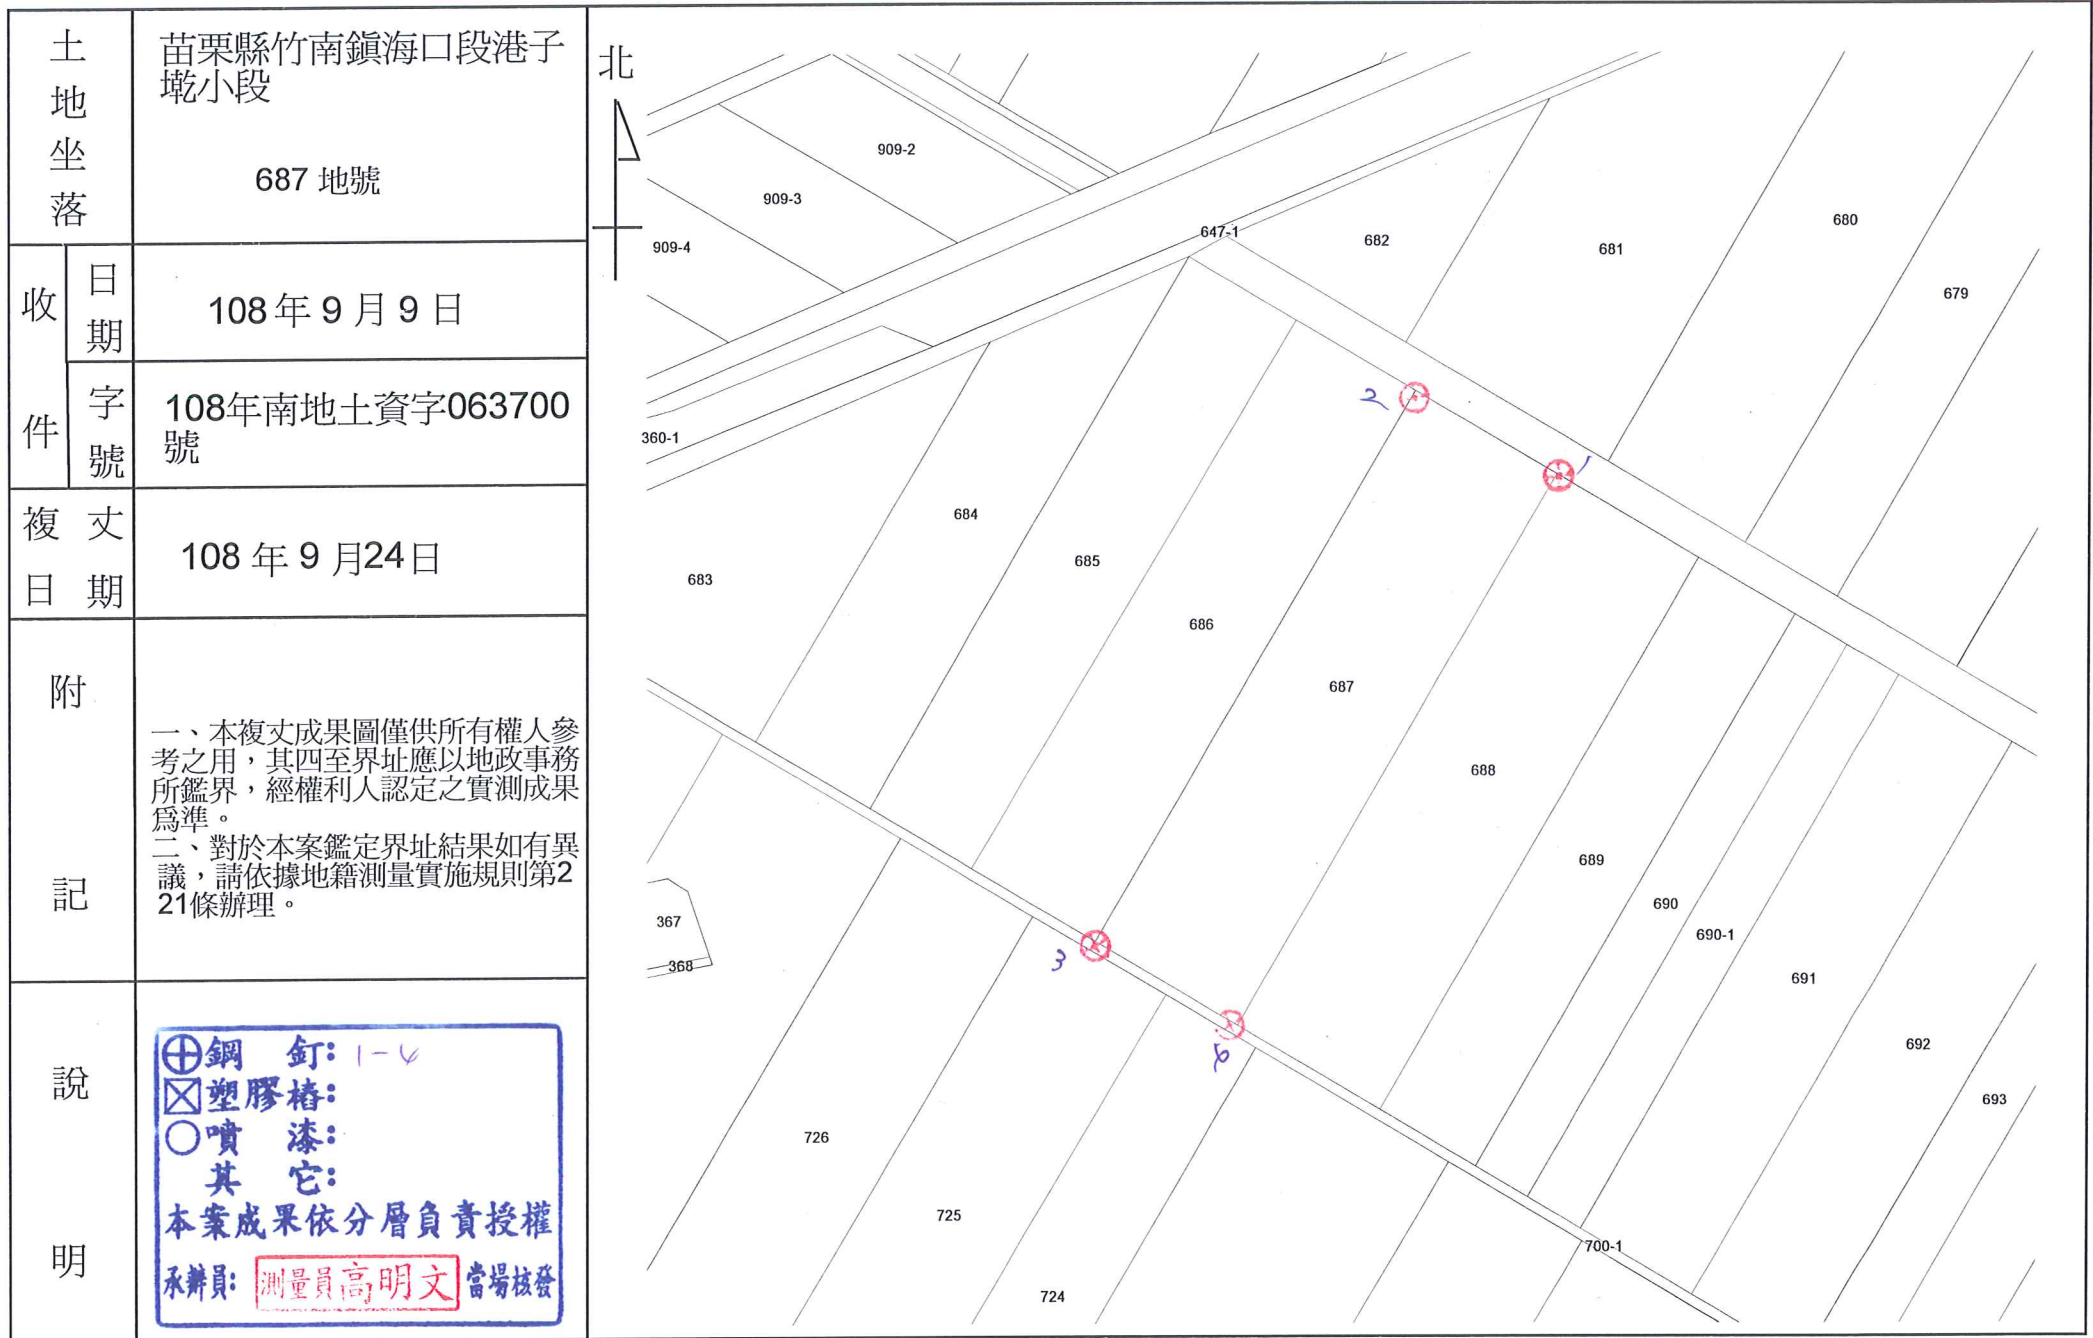 土地坐落
苗栗縣竹南鎮海口段港子
墘小段
687 地號
收件
日期
108 年 9 月 9 日
字號
108年南地土資字063700
號
複丈
日期
108 年 9 月24日
附記
一、本複丈成果圖僅供所有權人參
考之用，其四至界址應以地政事務
所鑑界，經權利人認定之實測成果
為準。
二、對於本案鑑定界址結果如有異
議，請依據地籍測量實施規則第2
21條辦理。
說明
鋼釘：1-4
塑膠樁：
噴漆：
其它：
本案成果依分層負責授權
承辦員：測量員高明文當場核發
北
909-2
909-3
909-4
647-1
682
681
680
679
360-1
2
1
684
685
683
686
687
688
689
690
690-1
691
367
368
3
4
692
693
726
725
724
700-1